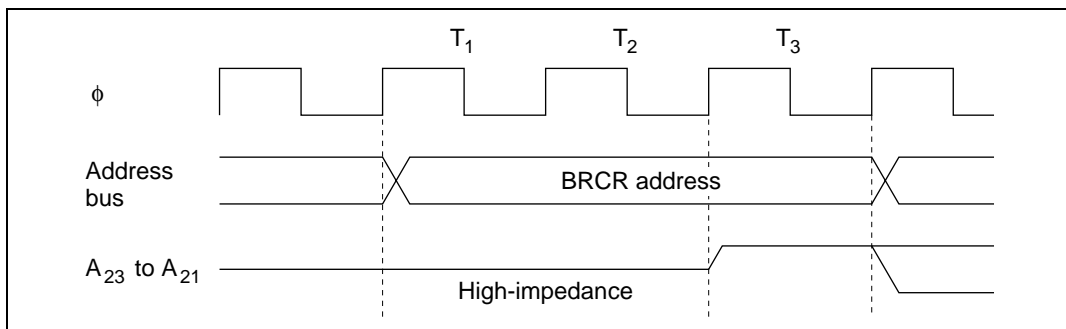 T1 T2 T3
φ
Address
bus
BRCR address
A23 to A21
High-impedance